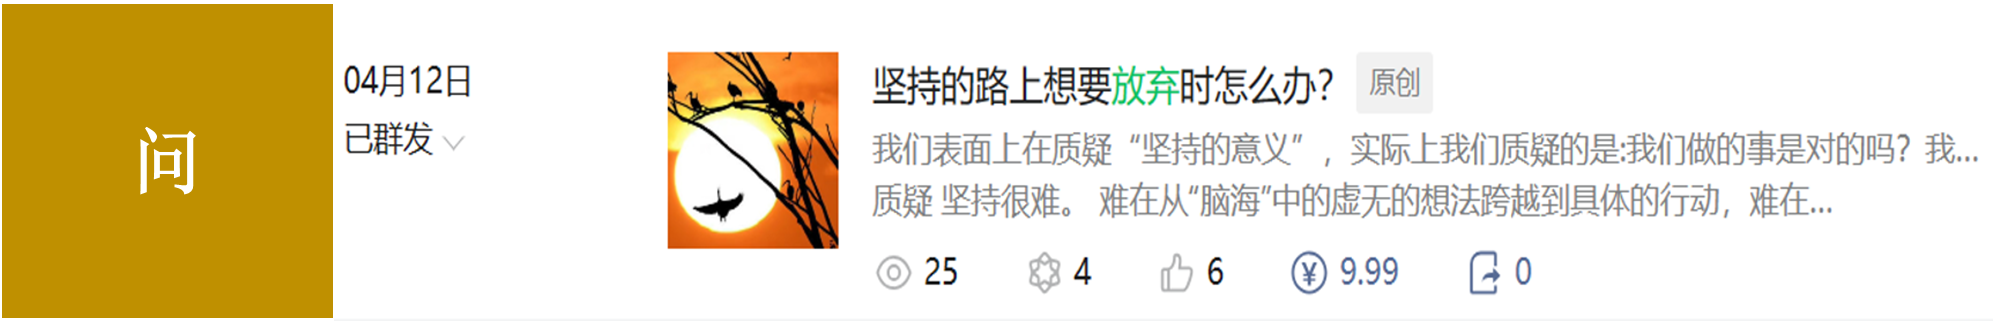 问
04月12日
已群发
坚持的路上想要放弃时怎么办？ 原创
我们表面上在质疑“坚持的意义”，实际上我们质疑的是:我们做的事是对的吗？我...
质疑 坚持很难。 难在从“脑海”中的虚无的想法跨越到具体的行动，难在...
25 4 6 ¥ 9.99 0